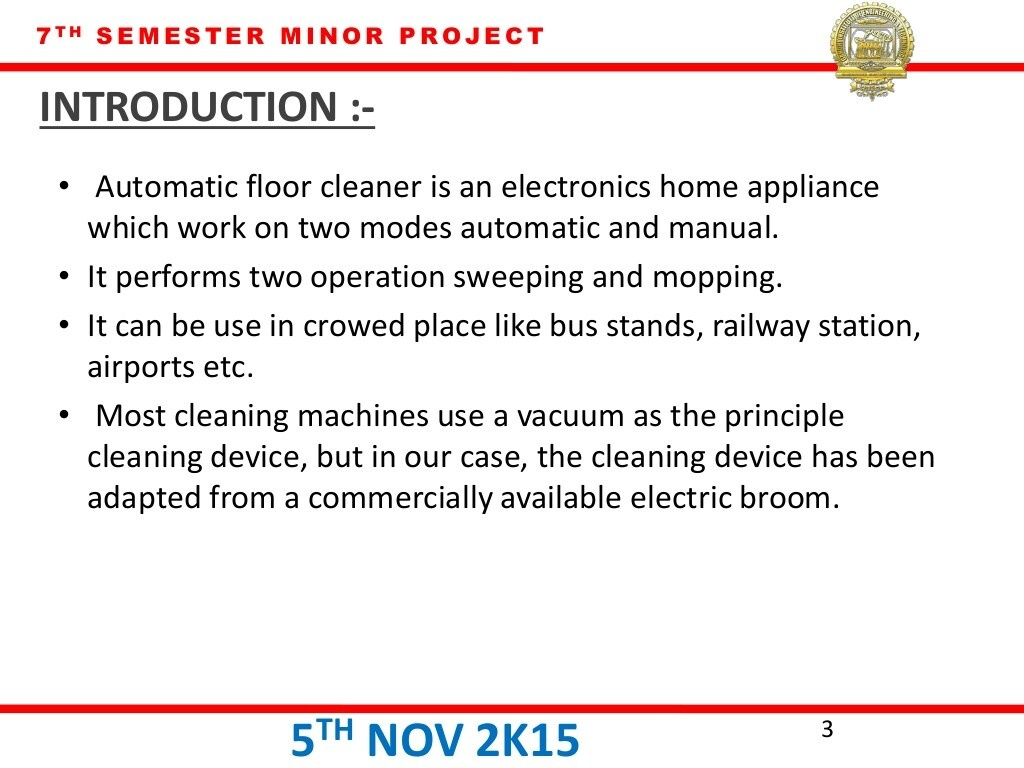 7TH SEMESTER MINOR PROJECT
INTRODUCTION :-
• Automatic floor cleaner is an electronics home appliance
which work on two modes automatic and manual.
• It performs two operation sweeping and mopping.
• It can be use in crowed place like bus stands, railway station,
airports etc.
• Most cleaning machines use a vacuum as the principle
cleaning device, but in our case, the cleaning device has been
adapted from a commercially available electric broom.
5TH NOV 2K15
3